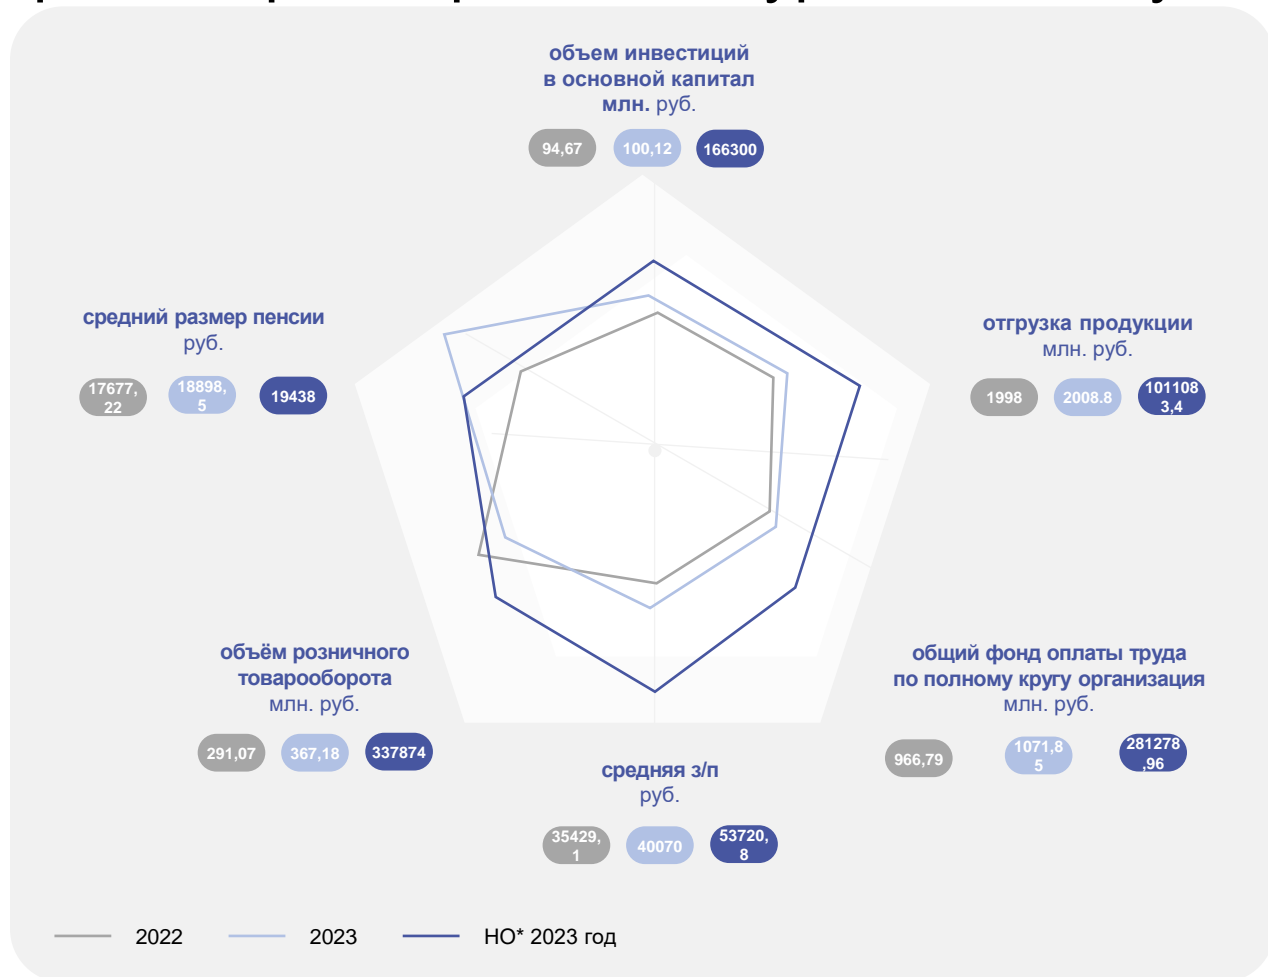 объем инвестиций
в основной капитал
млн. руб.
94,67 100,12 166300
средний размер пенсии
руб.
17677,
22
18898,
5
19438
отгрузка продукции
млн. руб.
1998 2008.8
101108
3,4
объём розничного
товарооборота
млн. руб.
291,07 367,18 337874
общий фонд оплаты труда
по полному кругу организация
млн. руб.
966,79
1071,8
5
281278
,96
средняя з/п
руб.
35429,
1
40070
53720,
8
2022 2023 НО* 2023 год